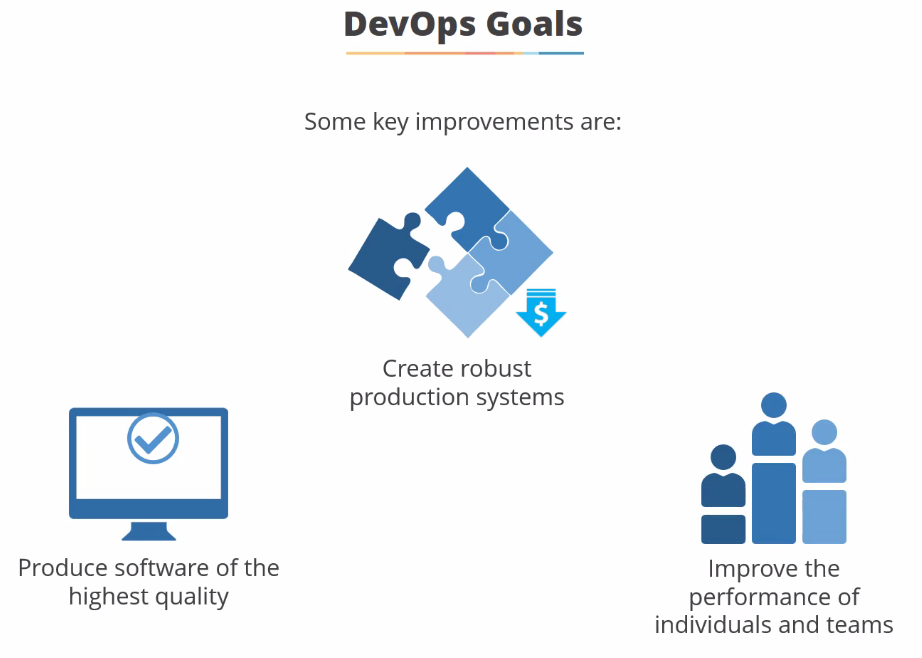 DevOps Goals
Some key improvements are:
$
Create robust
production systems
Produce software of the
highest quality
Improve the
performance of
individuals and teams